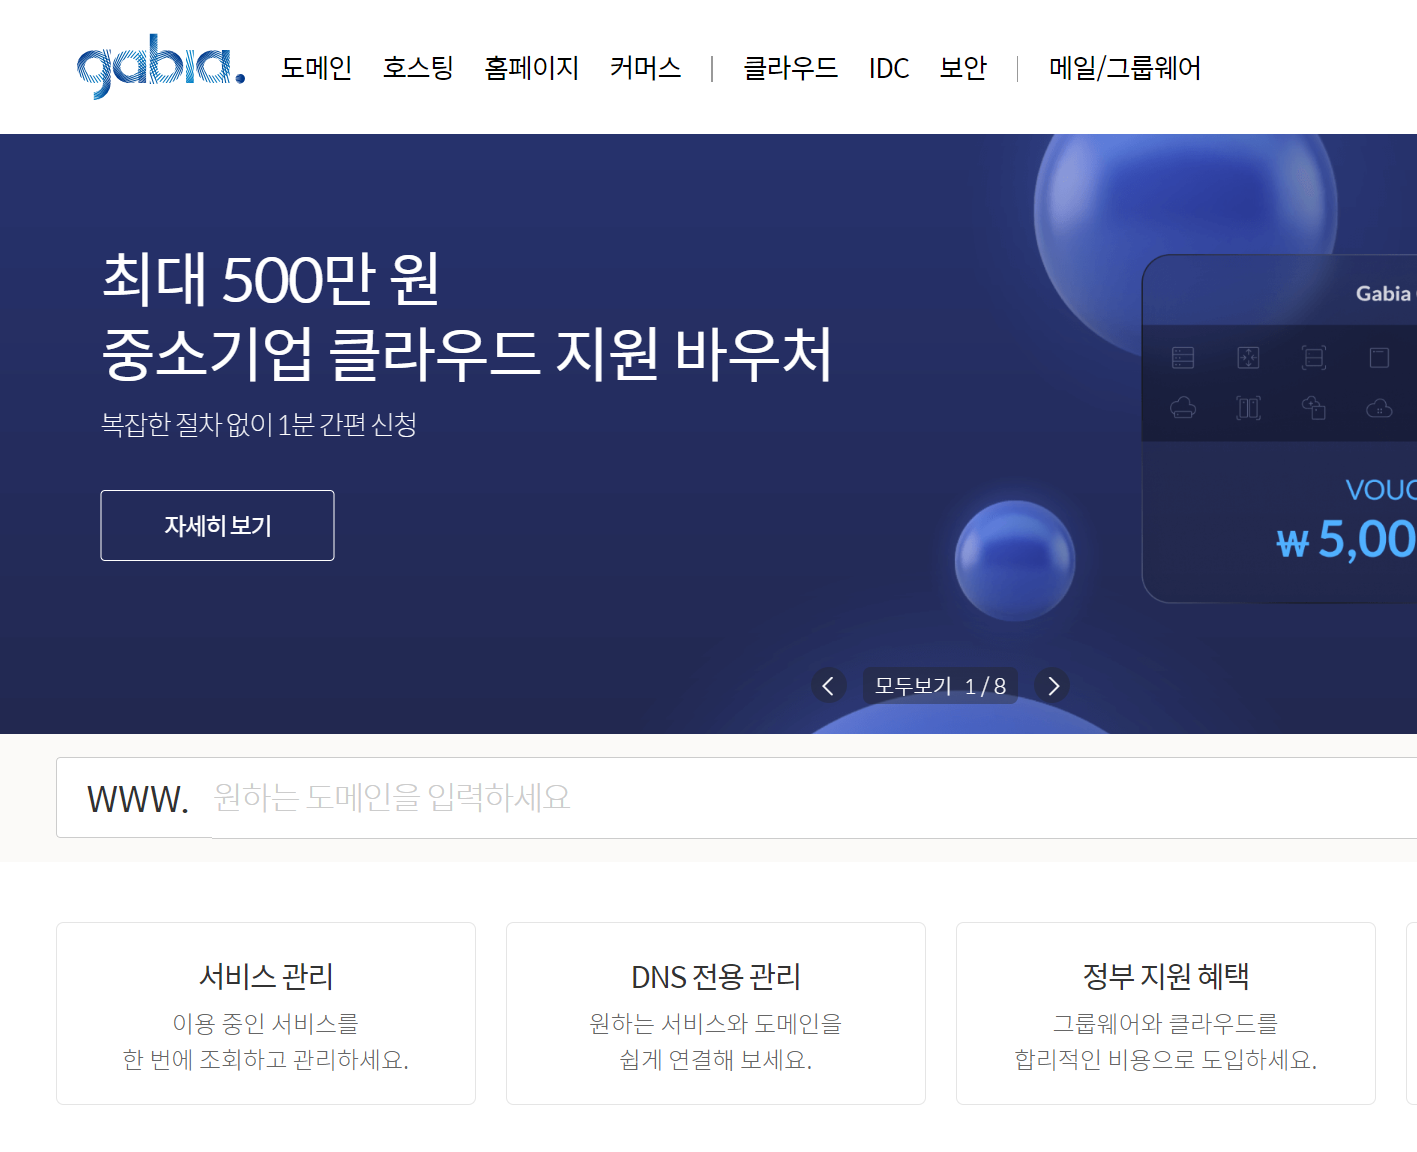 gabia.
도메인 호스팅 홈페이지 커머스 | 클라우드 IDC 보안 | 메일/그룹웨어
최대 500만 원
중소기업 클라우드 지원 바우처
복잡한 절차 없이 1분 간편 신청
자세히 보기
Gabia
₩ 5,00
모두보기 1 / 8
www. 원하는 도메인을 입력하세요
서비스 관리
이용 중인 서비스를
한 번에 조회하고 관리하세요.
DNS 전용 관리
원하는 서비스와 도메인을
쉽게 연결해 보세요.
정부 지원 혜택
그룹웨어와 클라우드를
합리적인 비용으로 도입하세요.